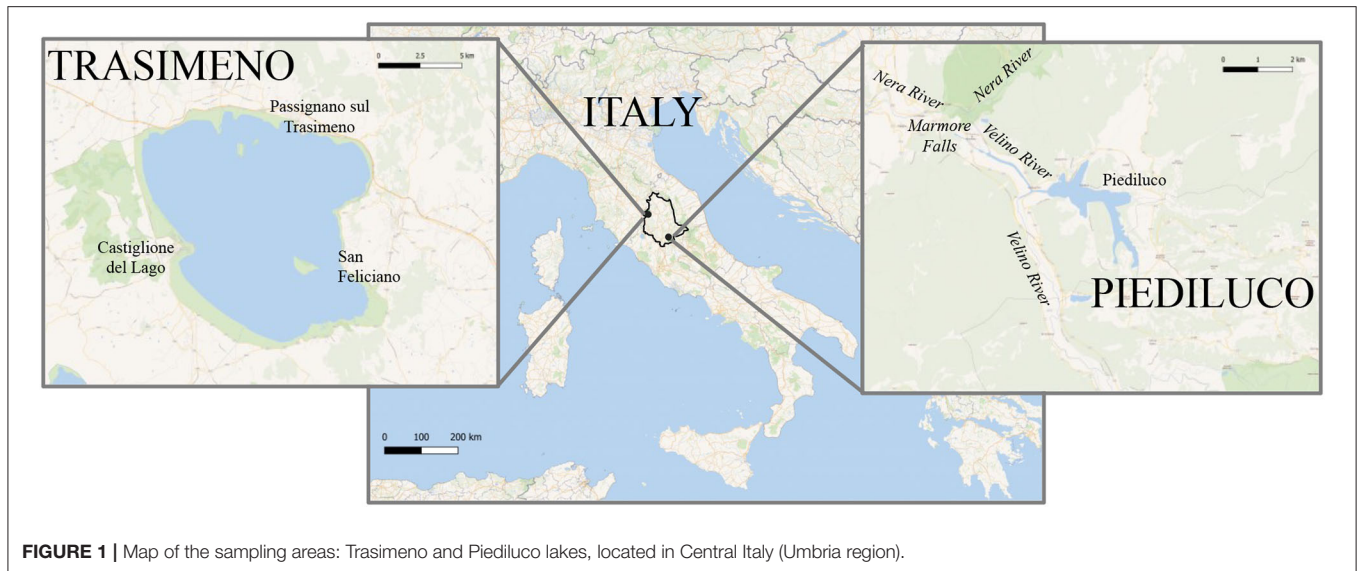 TRASIMENO
0 2.5 5 km
Passignano sul
Trasimeno
Castiglione
del Lago
San
Feliciano
ITALY
0 100 200 km
0 1 2 km
Nera River
Nera River
Marmore
Falls
Velino River
Piediluco
Velino River
PIEDILUCO
FIGURE 1 | Map of the sampling areas: Trasimeno and Piediluco lakes, located in Central Italy (Umbria region).